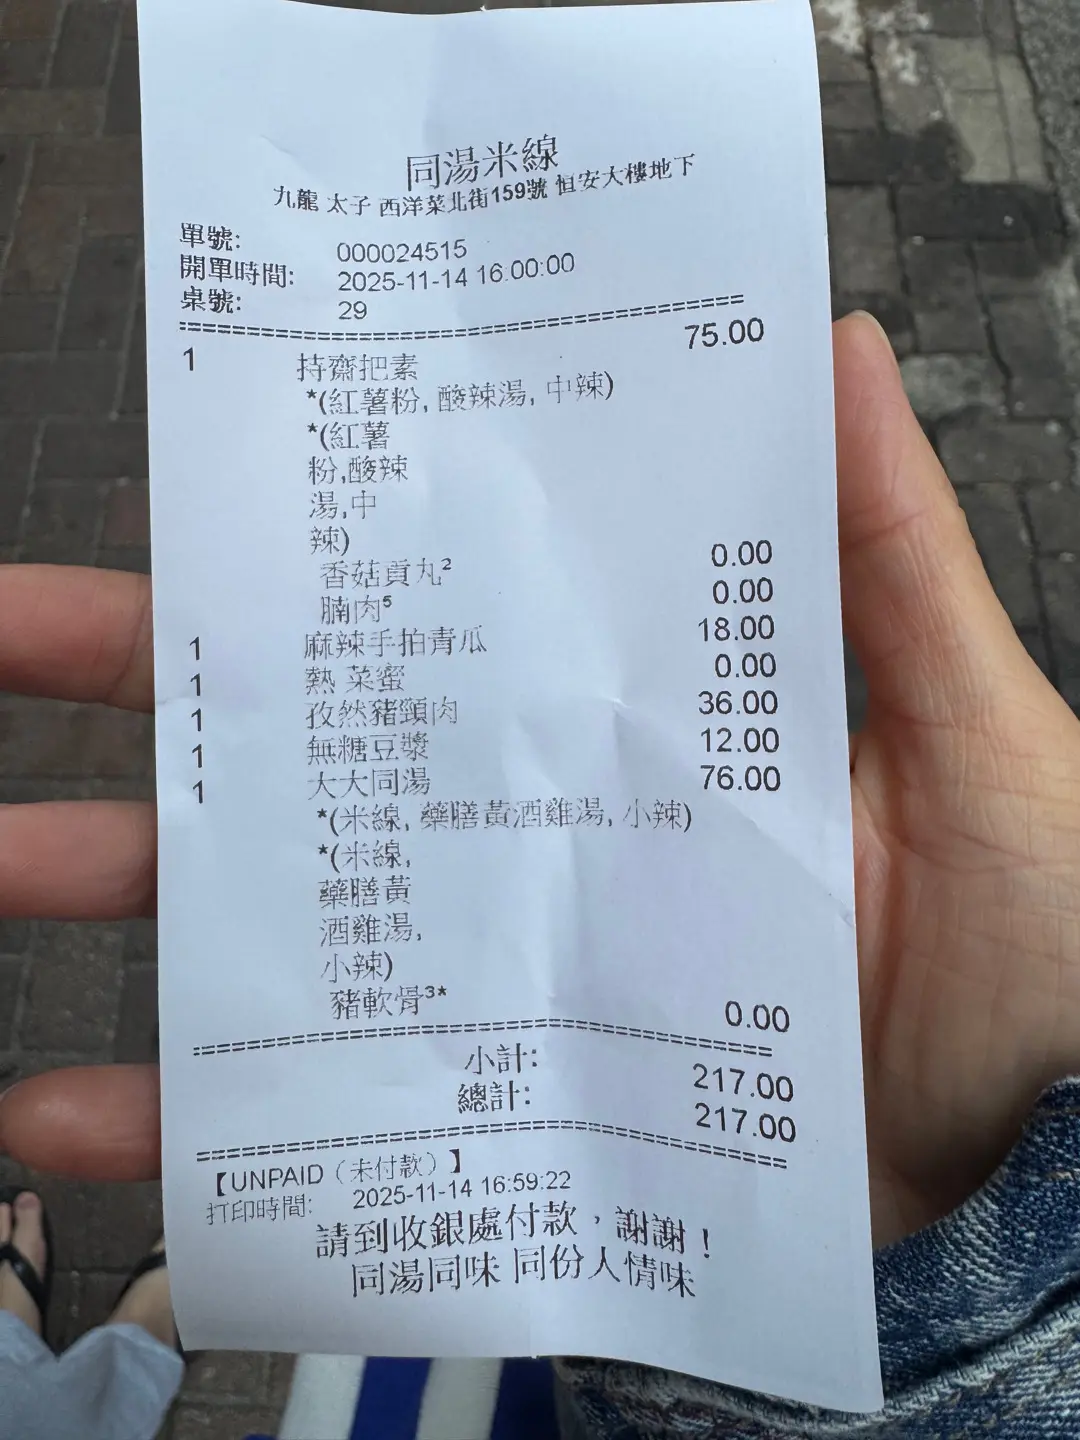 同湯米線
九龍 太子 西洋菜北街159號 恒安大樓地下
單號: 000024515
開單時間: 2025-11-14 16:00:00
桌號: 29
1 持齋把素 75.00
*(紅薯粉, 酸辣湯, 中辣)
*(紅薯
粉,酸辣
湯,中
辣)
香菇貢丸² 0.00
腩肉⁵ 0.00
1 麻辣手拍青瓜 18.00
1 熱 菜蜜 0.00
1 孜然豬頸肉 36.00
1 無糖豆漿 12.00
1 大大同湯 76.00
*(米線, 藥膳黃酒雞湯, 小辣)
*(米線,
藥膳黃
酒雞湯,
小辣)
豬軟骨³* 0.00
小計: 217.00
總計: 217.00
【UNPAID（未付款）】
打印時間: 2025-11-14 16:59:22
請到收銀處付款，謝謝！
同湯同味 同份人情味